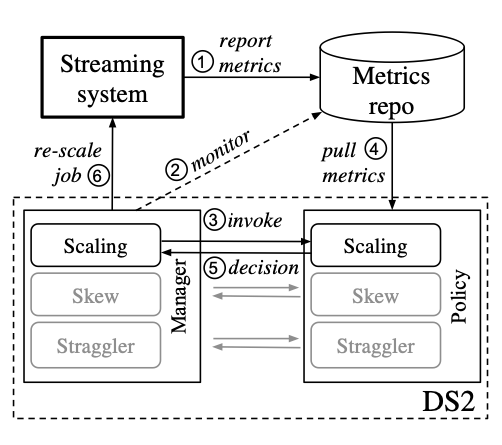 Streaming
system
① report
metrics
Metrics
repo
re-scale
job ⑥
② monitor
pull ④
metrics
③ invoke
Scaling
Scaling
⑤ decision
Skew
Skew
Straggler
Straggler
Manager
Policy
DS2